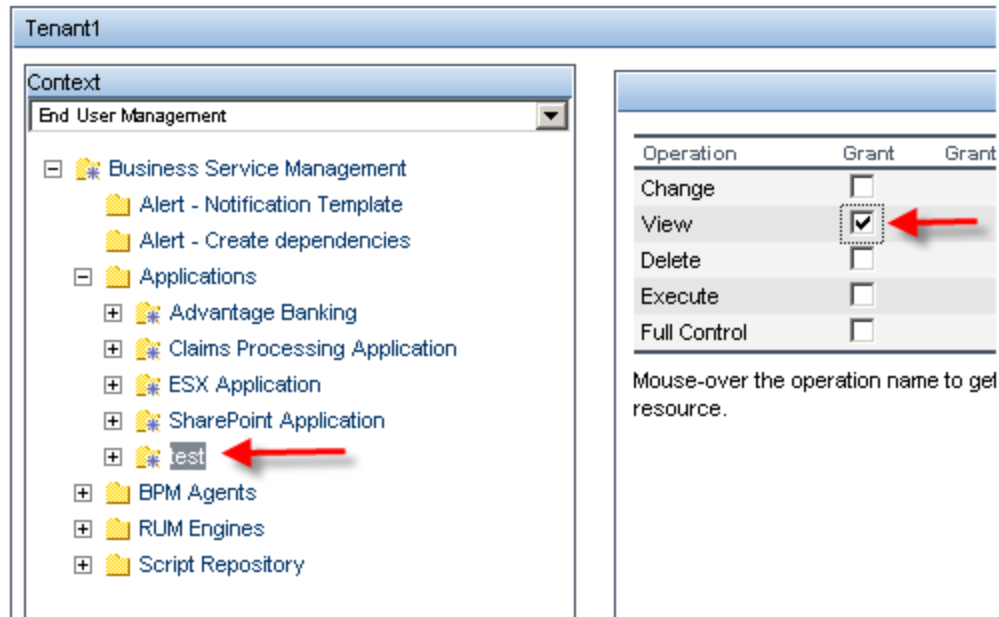 Tenant1
Context
End User Management
Business Service Management
Alert - Notification Template
Alert - Create dependencies
Applications
Advantage Banking
Claims Processing Application
ESX Application
SharePoint Application
test
BPM Agents
RUM Engines
Script Repository
Operation Grant Grant
Change
View
Delete
Execute
Full Control
Mouse-over the operation name to get
resource.